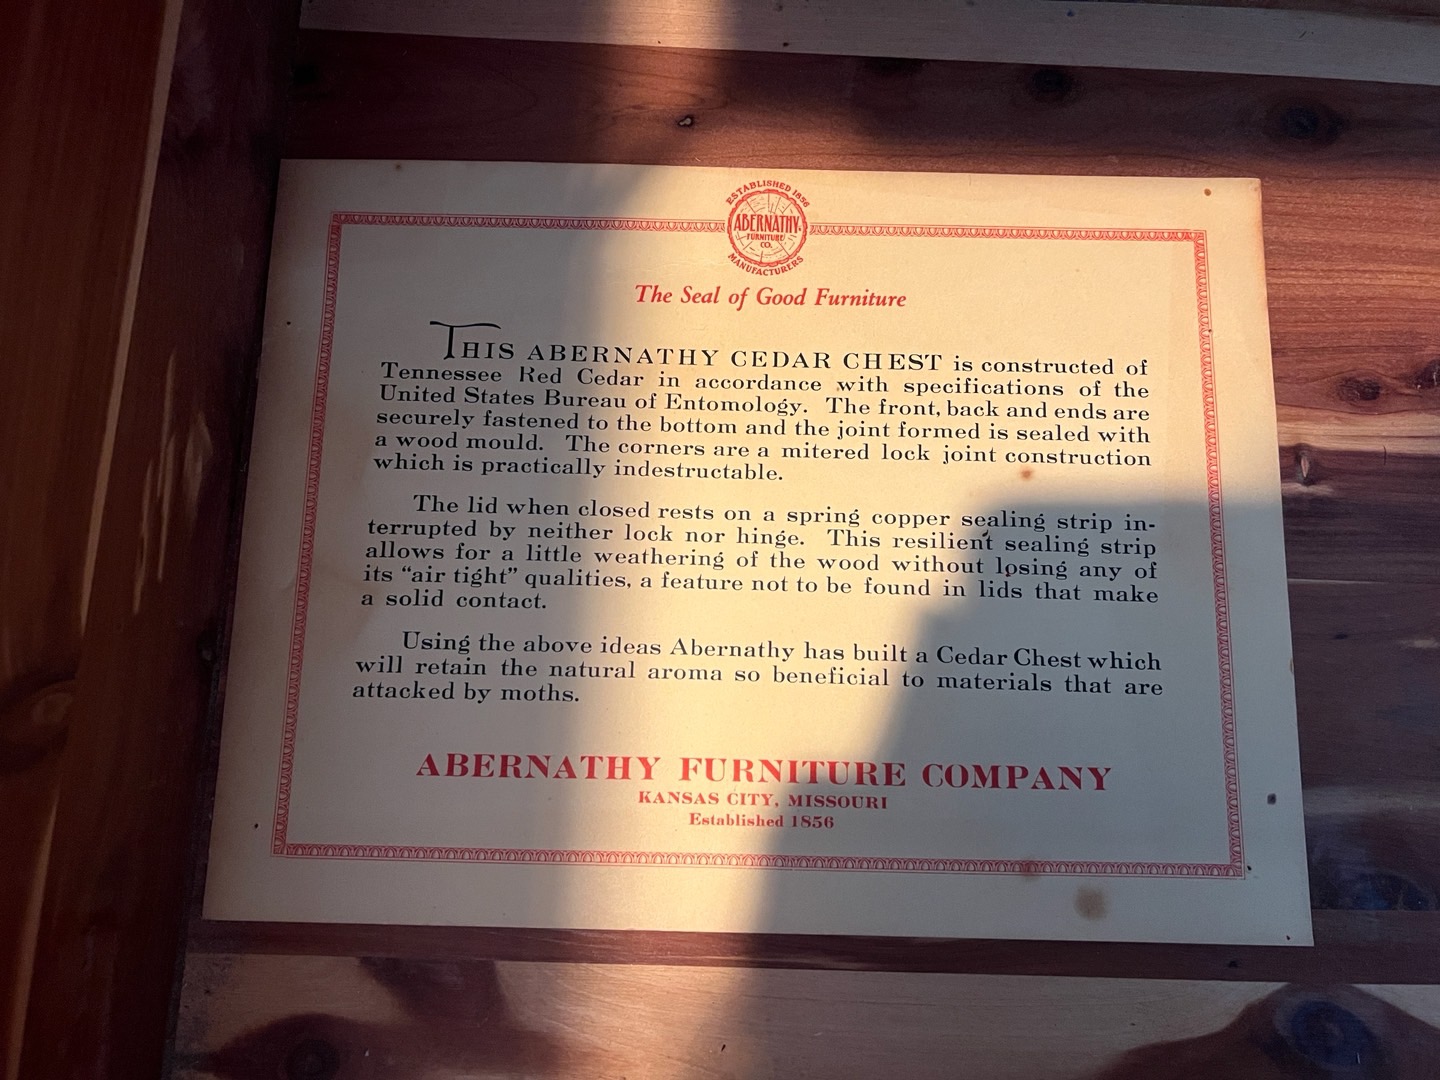 ESTABLISHED 1856
ABERNATHY
FURNITURE
CO.
MANUFACTURERS
The Seal of Good Furniture
THIS ABERNATHY CEDAR CHEST is constructed of
Tennessee Red Cedar in accordance with specifications of the
United States Bureau of Entomology. The front, back and ends are
securely fastened to the bottom and the joint formed is sealed with
a wood mould. The corners are a mitered lock joint construction
which is practically indestructable.
The lid when closed rests on a spring copper sealing strip in-
terrupted by neither lock nor hinge. This resilient sealing strip
allows for a little weathering of the wood without losing any of
its “air tight” qualities, a feature not to be found in lids that make
a solid contact.
Using the above ideas Abernathy has built a Cedar Chest which
will retain the natural aroma so beneficial to materials that are
attacked by moths.
ABERNATHY FURNITURE COMPANY
KANSAS CITY, MISSOURI
Established 1856